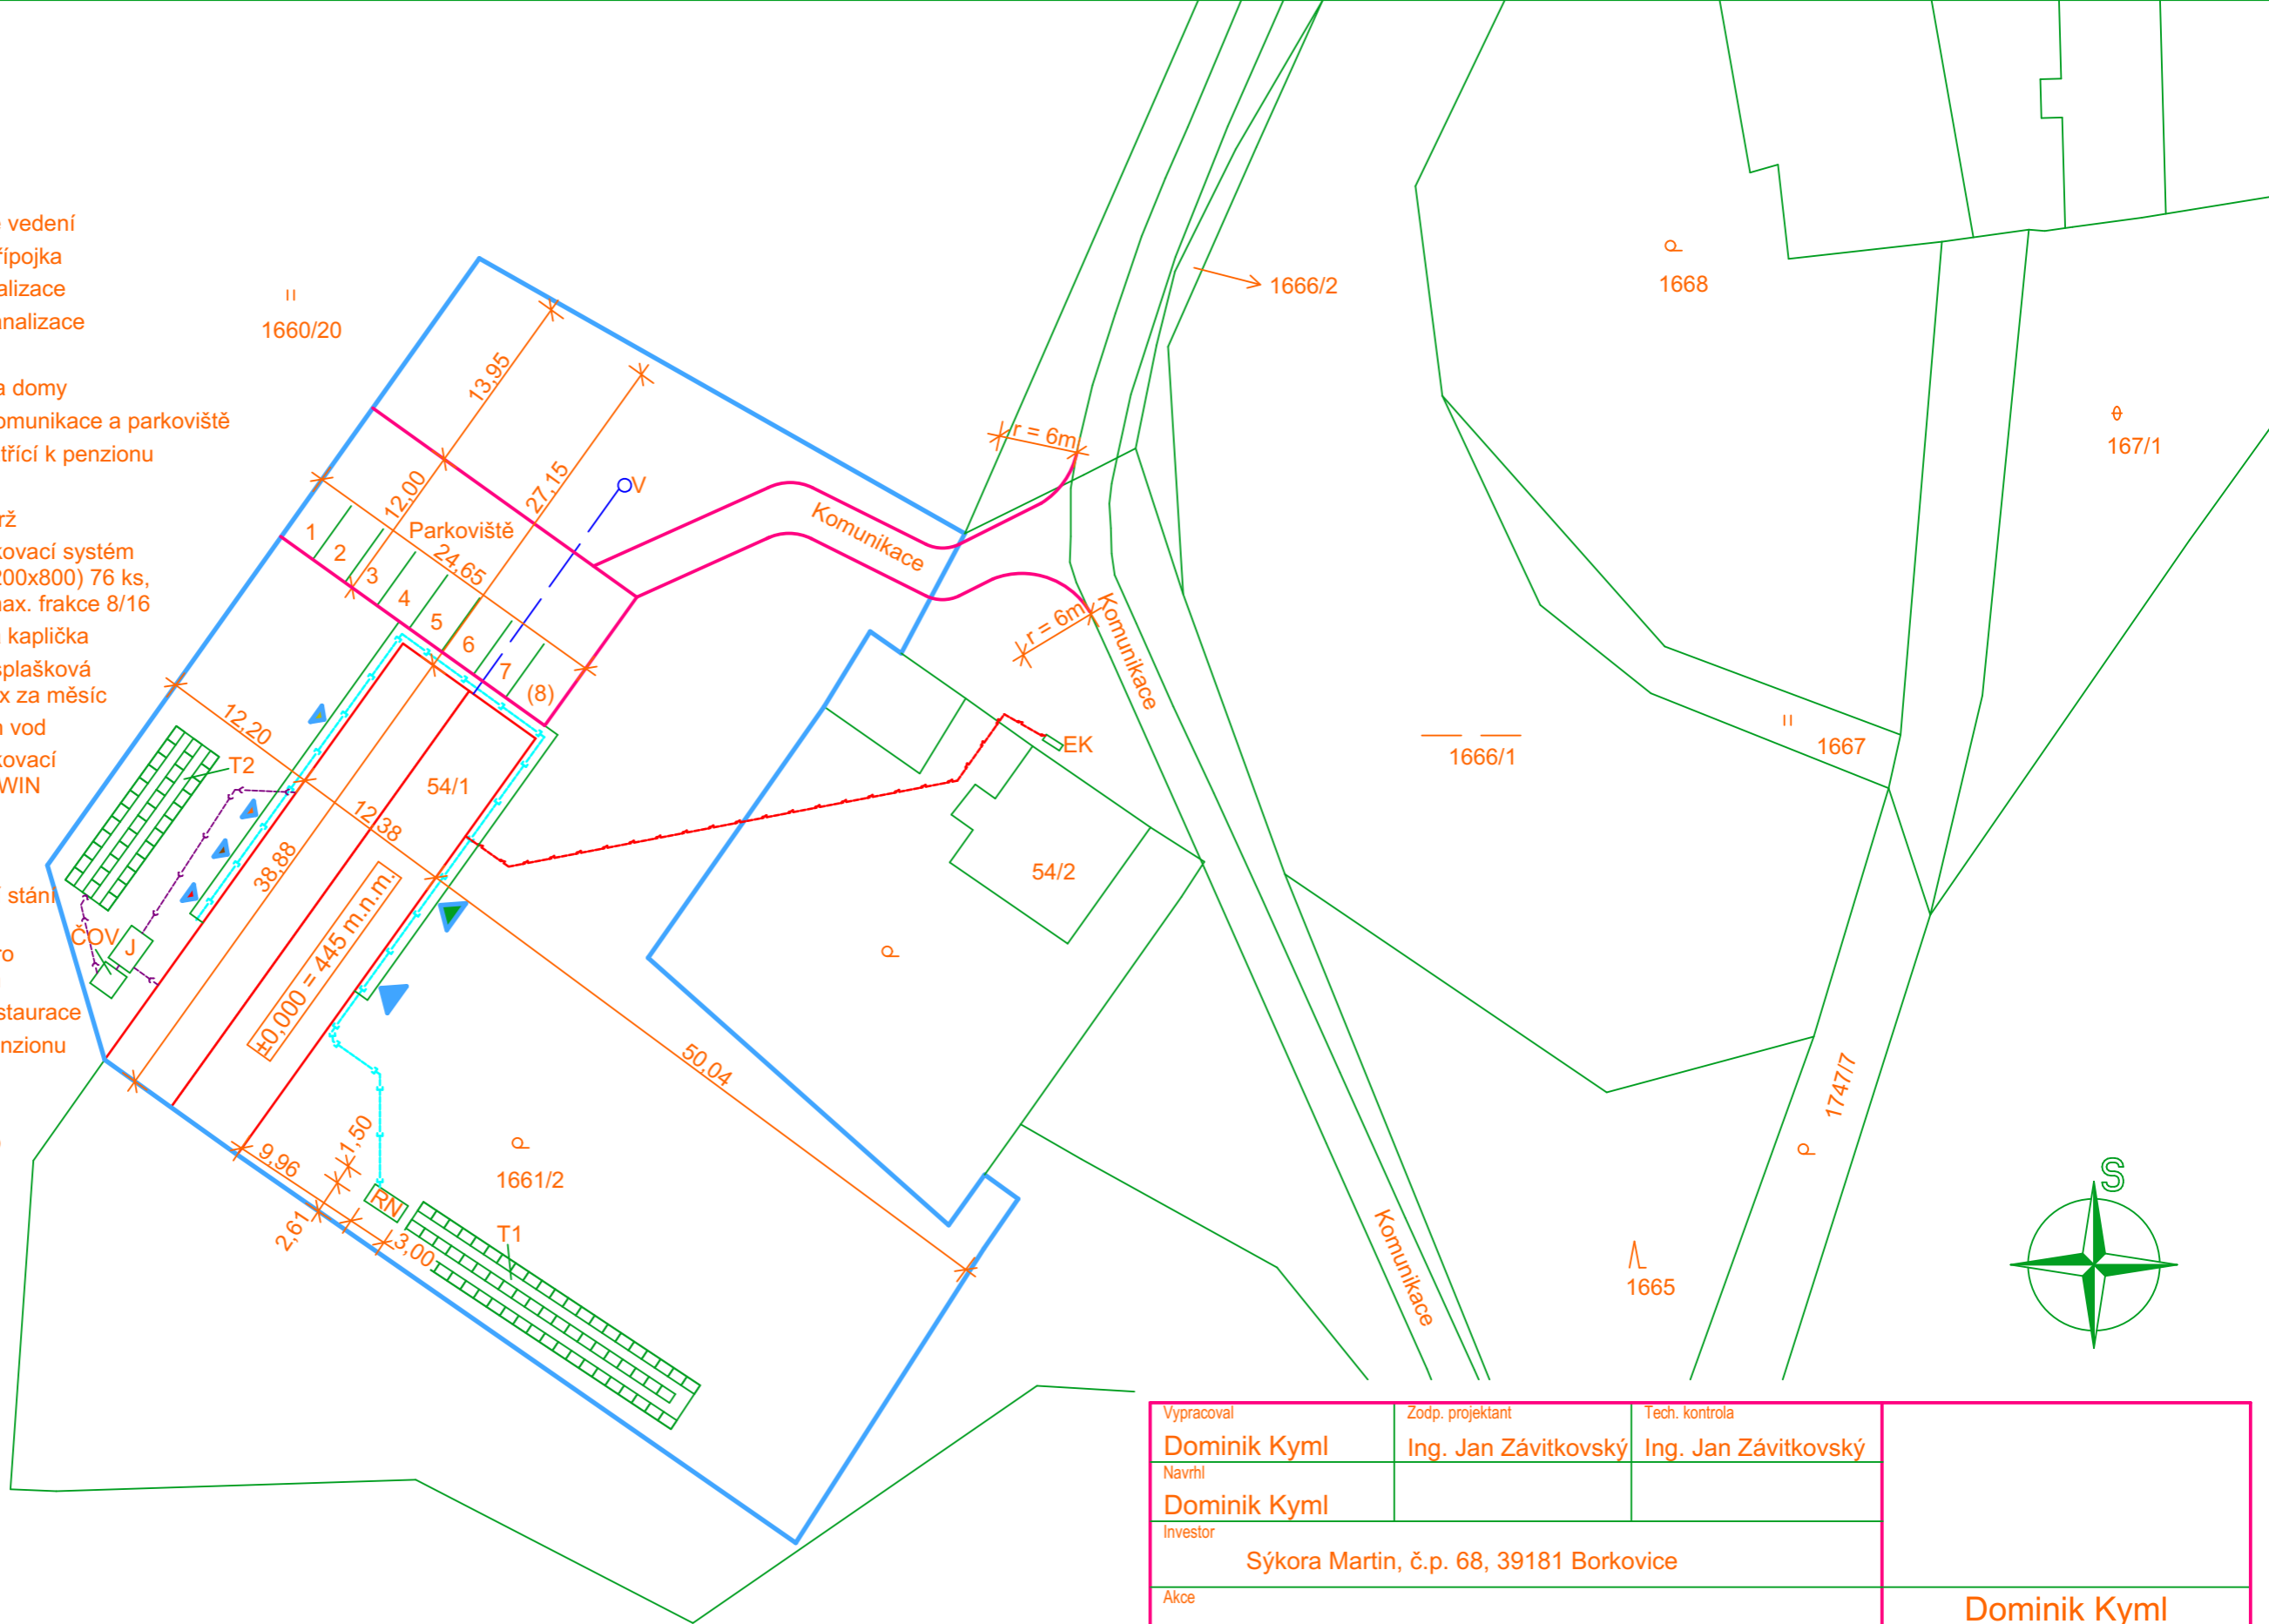 vedení
řípojka
alizace
analizace
a domy
omunikace a parkoviště
třící k penzionu
rž
kovací systém
200x800) 76 ks,
max. frakce 8/16
kaplička
splašková
x za měsíc
vod
kovací
WIN
í stání
ro
staurace
nzionu
1660/20
13,95
12,00
27,15
V
Parkoviště
24,65
1
2
3
4
5
6
7
(8)
Komunikace
r = 6m
r = 6m
Komunikace
1666/2
1668
167/1
1667
1666/1
EK
54/2
12,20
T2
54/1
12,38
38,88
ČOV
J
±0,000 = 445 m.n.m.
50,04
9,96
1,50
2,61
RN
3,00
T1
1661/2
Komunikace
1747/7
1665
S
Vypracoval
Zodp. projektant
Tech. kontrola
Dominik Kyml
Ing. Jan Závitkovský
Ing. Jan Závitkovský
Navrhl
Dominik Kyml
Investor
Sýkora Martin, č.p. 68, 39181 Borkovice
Akce
Dominik Kyml